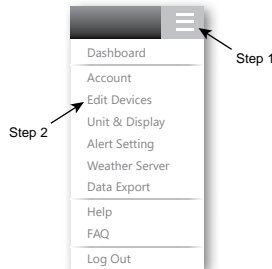 Dashboard
Step 1
Account
Edit Devices
Unit & Display
Step 2
Alert Setting
Weather Server
Data Export
Help
FAQ
Log Out